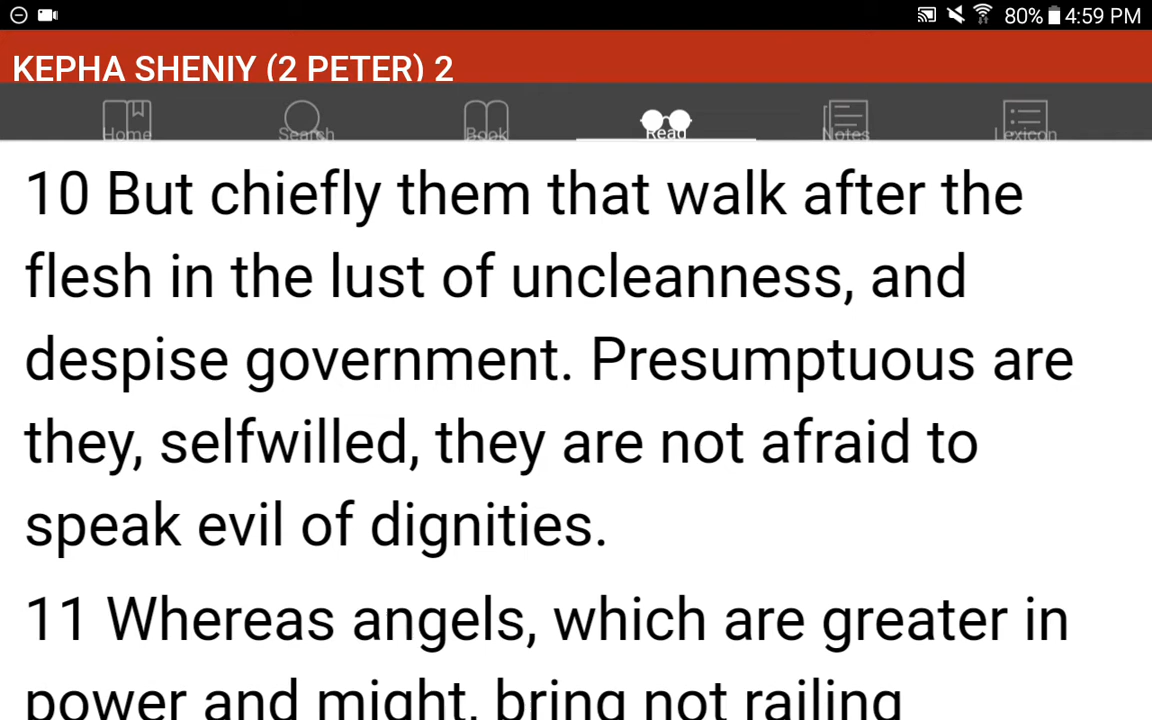 80% 4:59 PM
KEPHA SHENIY (2 PETER) 2
Home Search Book Read Notes Lexicon
10 But chiefly them that walk after the
flesh in the lust of uncleanness, and
despise government. Presumptuous are
they, selfwilled, they are not afraid to
speak evil of dignities.
11 Whereas angels, which are greater in
power and might, bring not railing